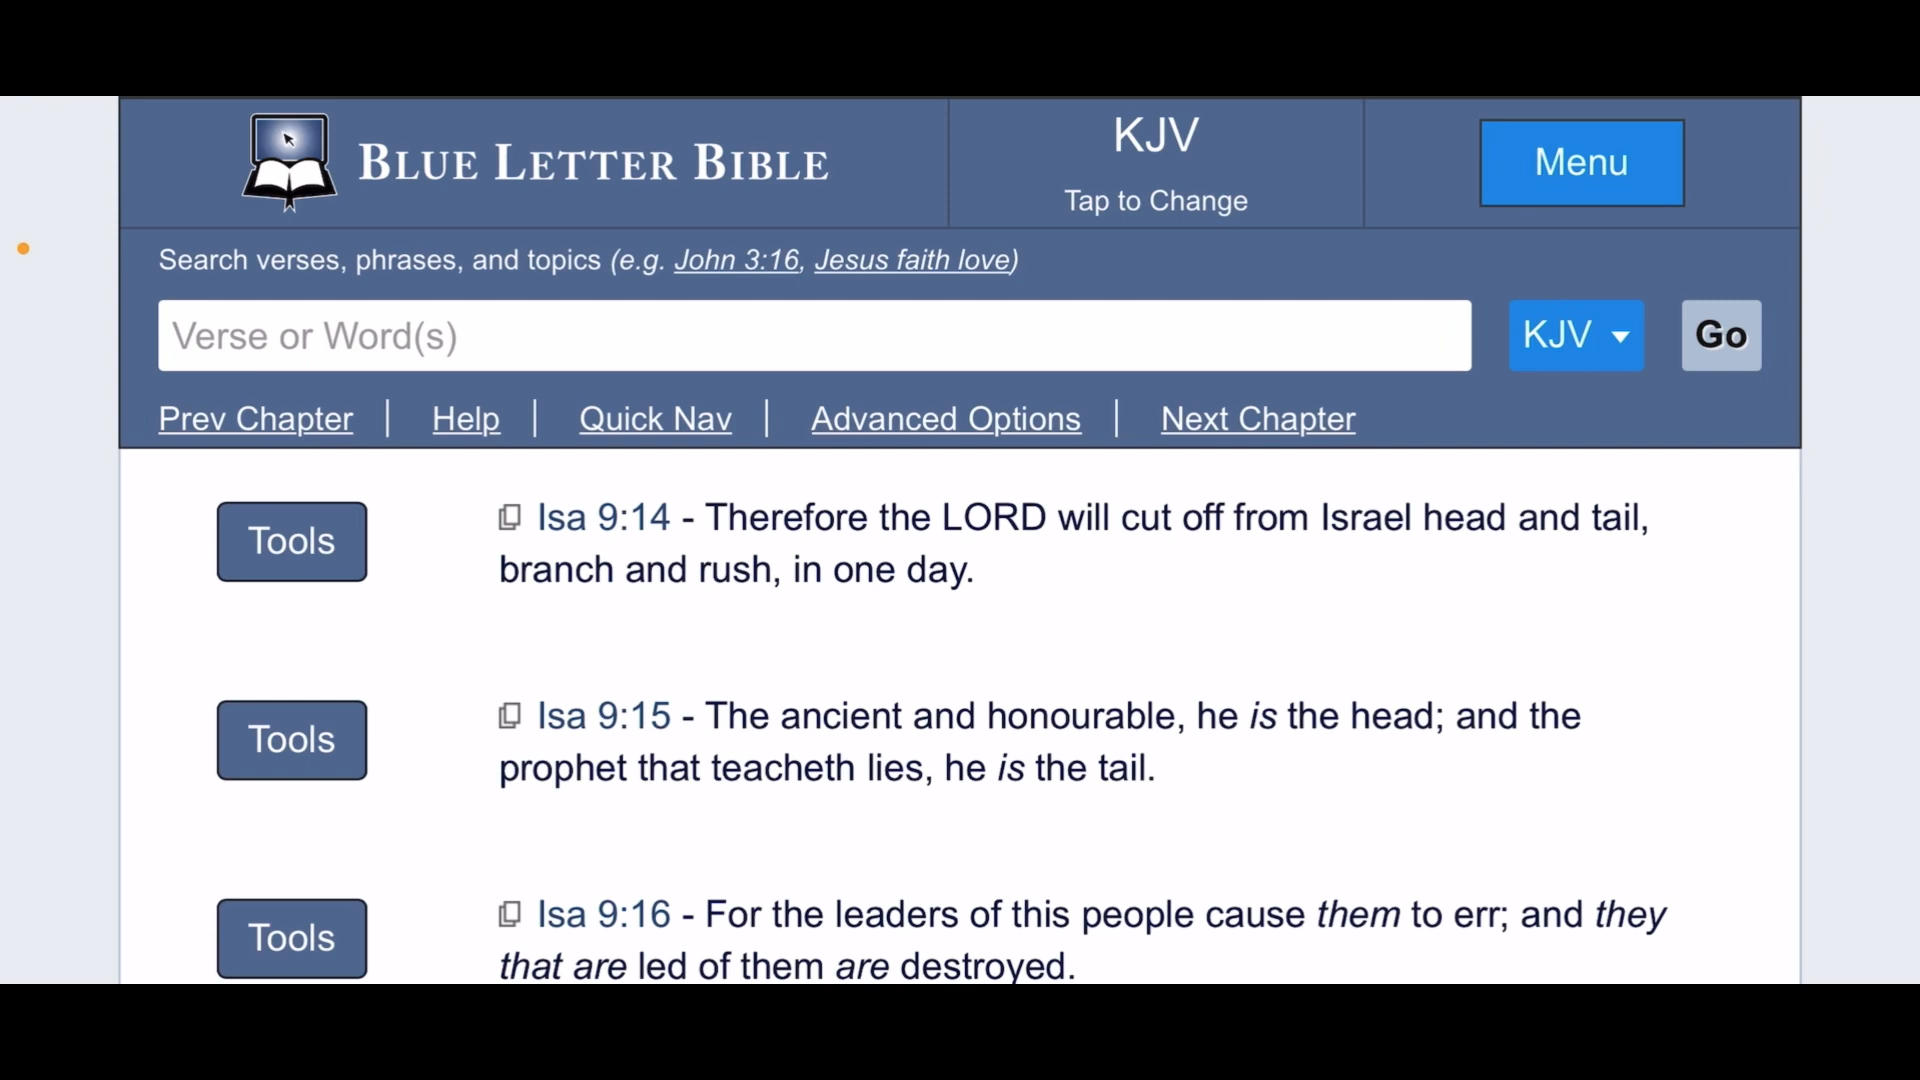 BLUE LETTER BIBLE
KJV
Tap to Change
Menu
Search verses, phrases, and topics (e.g. John 3:16, Jesus faith love)
Verse or Word(s)
KJV
Go
Prev Chapter | Help | Quick Nav | Advanced Options | Next Chapter
Tools
Isa 9:14 - Therefore the LORD will cut off from Israel head and tail,
branch and rush, in one day.
Tools
Isa 9:15 - The ancient and honourable, he is the head; and the
prophet that teacheth lies, he is the tail.
Tools
Isa 9:16 - For the leaders of this people cause them to err; and they
that are led of them are destroyed.